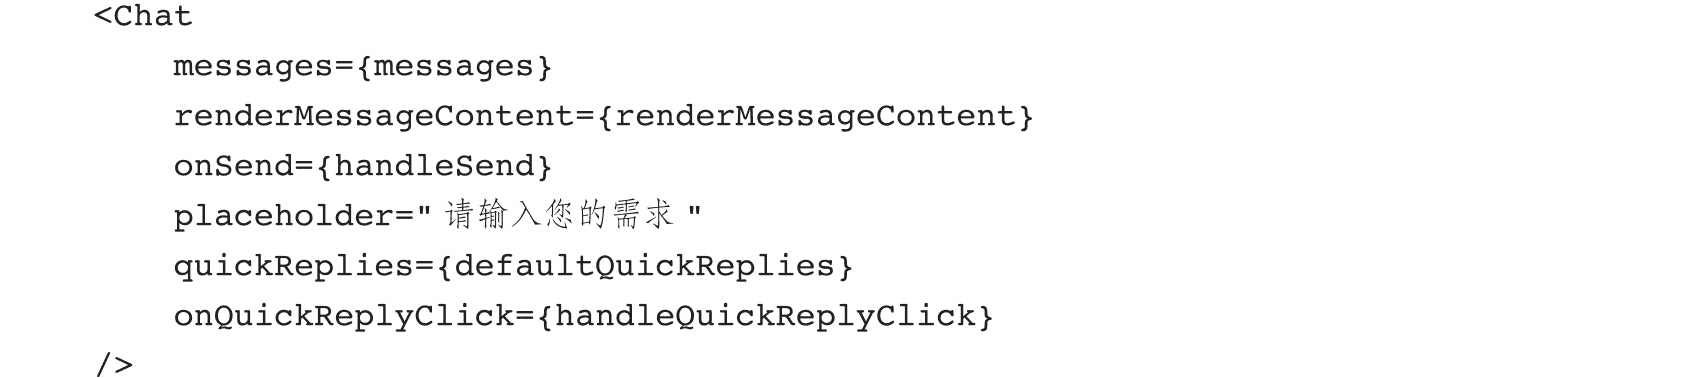 <Chat
messages={messages}
renderMessageContent={renderMessageContent}
onSend={handleSend}
placeholder=" 请输入您的需求 "
quickReplies={defaultQuickReplies}
onQuickReplyClick={handleQuickReplyClick}
/>